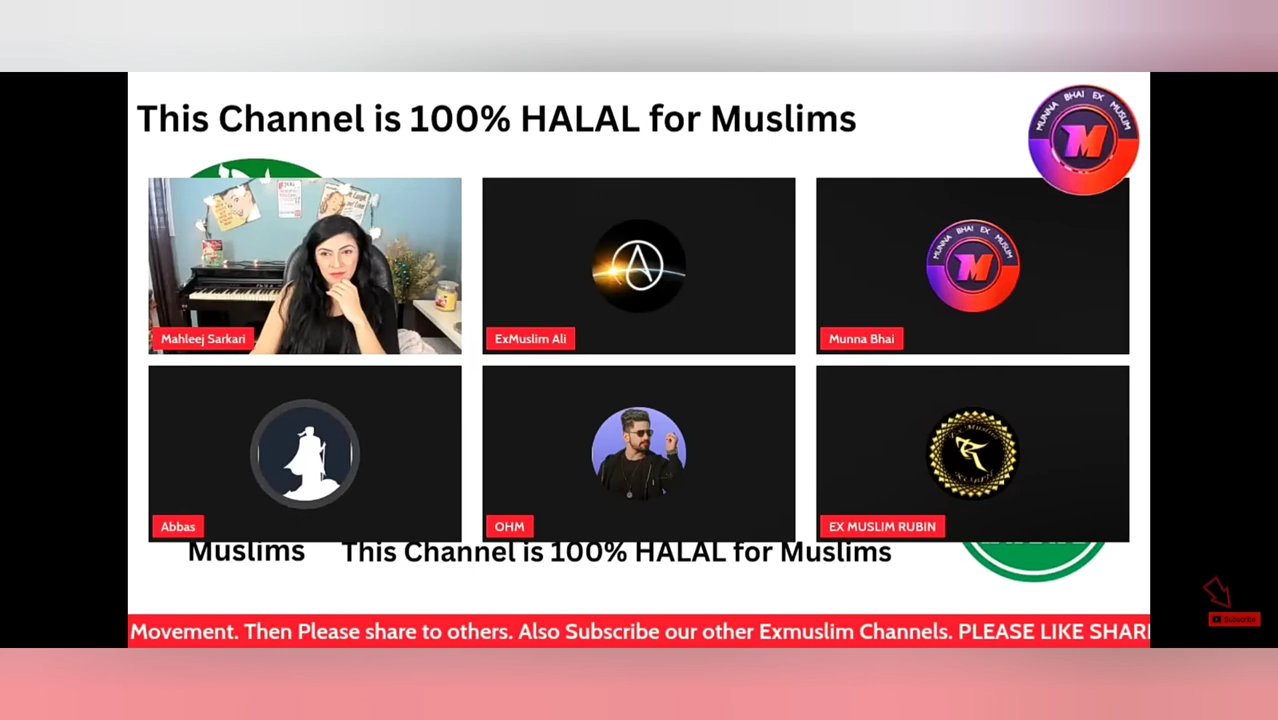 This Channel is 100% HALAL for Muslims
MUNNA BHAI EX MUSLIM
M
Mahleej Sarkari
A
ExMuslim Ali
MUNNA BHAI EX MUSLIM
M
Munna Bhai
Abbas
OHM
EX MUSLIM RUBIN
Muslims
This Channel is 100% HALAL for Muslims
Subscribe
Movement. Then Please share to others. Also Subscribe our other Exmuslim Channels. PLEASE LIKE SHAR